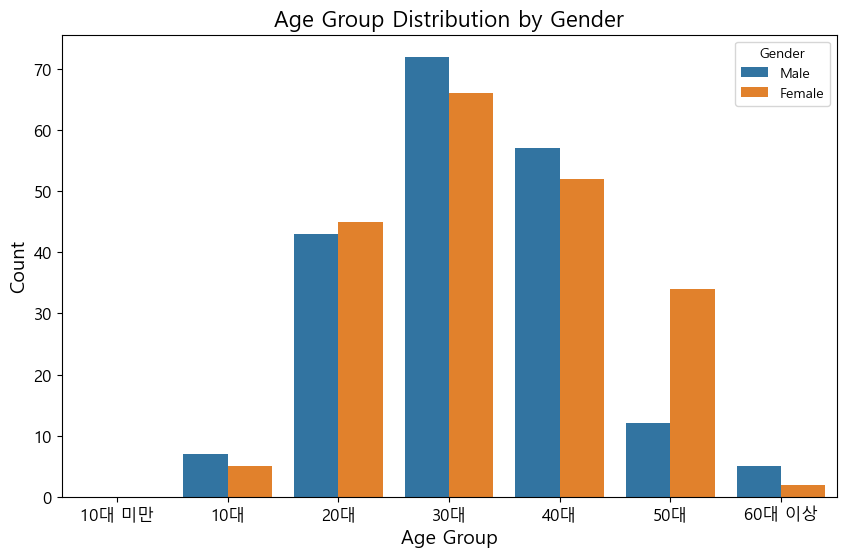 Age Group Distribution by Gender
Gender
Male
Female
70
60
50
40
30
20
10
0
Count
10대 미만 10대 20대 30대 40대 50대 60대 이상
Age Group